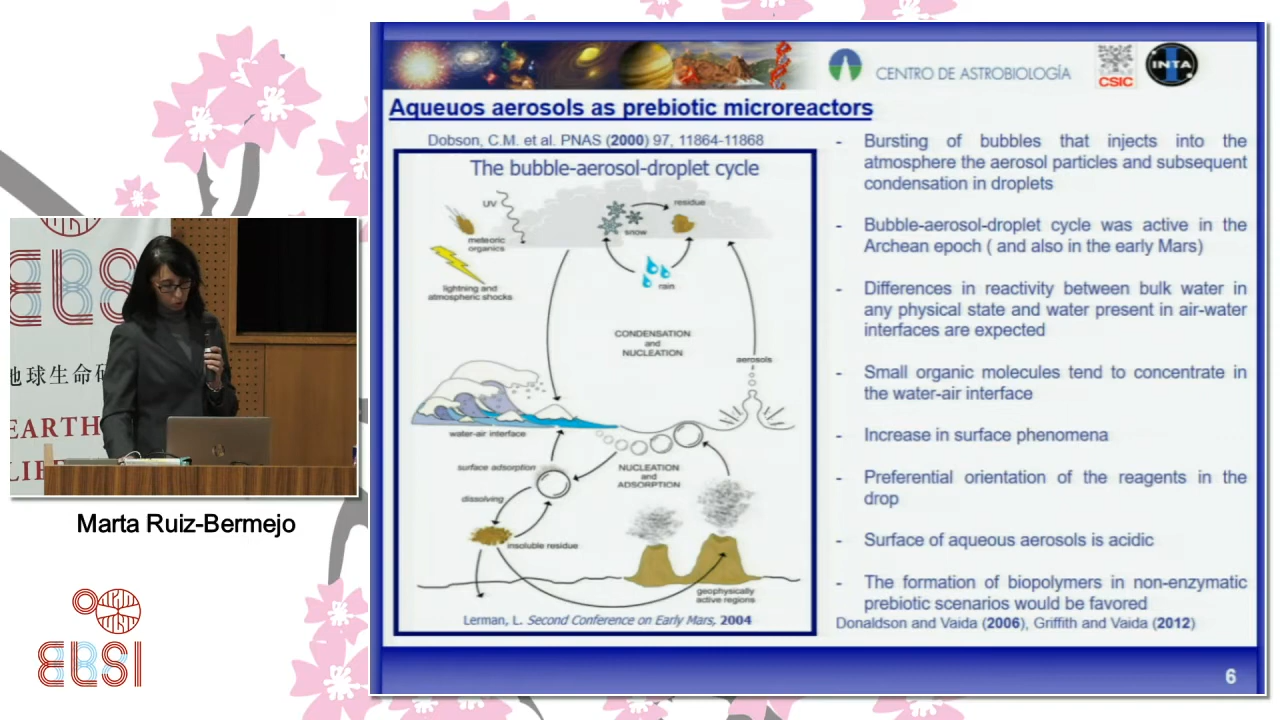 CENTRO DE ASTROBIOLOGÍA
CSIC
INTA
Aqueuos aerosols as prebiotic microreactors
Dobson, C.M. et al. PNAS (2000) 97, 11864-11868
The bubble-aerosol-droplet cycle
UV
meteoric
organics
snow
residue
rain
lightning and
atmospheric shocks
CONDENSATION
and
NUCLEATION
aerosols
water-air interface
surface adsorption
NUCLEATION
and
ADSORPTION
dissolving
insoluble residue
geophysically
active regions
Lerman, L. Second Conference on Early Mars, 2004
- Bursting of bubbles that injects into the
atmosphere the aerosol particles and subsequent
condensation in droplets
- Bubble-aerosol-droplet cycle was active in the
Archean epoch ( and also in the early Mars)
- Differences in reactivity between bulk water in
any physical state and water present in air-water
interfaces are expected
- Small organic molecules tend to concentrate in
the water-air interface
- Increase in surface phenomena
- Preferential orientation of the reagents in the
drop
- Surface of aqueous aerosols is acidic
- The formation of biopolymers in non-enzymatic
prebiotic scenarios would be favored
Donaldson and Vaida (2006), Griffith and Vaida (2012)
6
ELS
地球生命研
EARTH
LIF
Marta Ruiz-Bermejo
ELSI